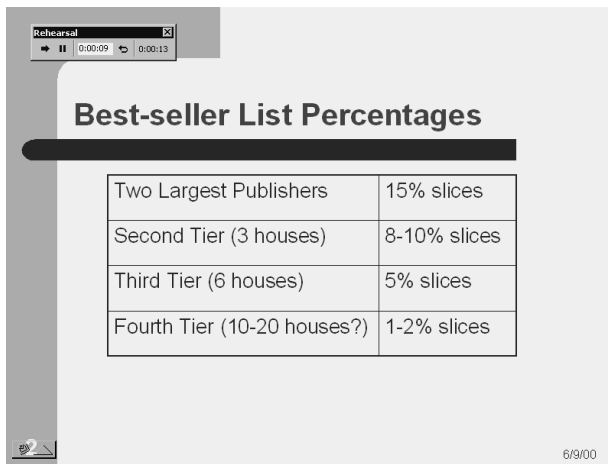 Rehearsal
0:00:09 0:00:13
Best-seller List Percentages
Two Largest Publishers 15% slices
Second Tier (3 houses) 8-10% slices
Third Tier (6 houses) 5% slices
Fourth Tier (10-20 houses?) 1-2% slices
2
6/9/00